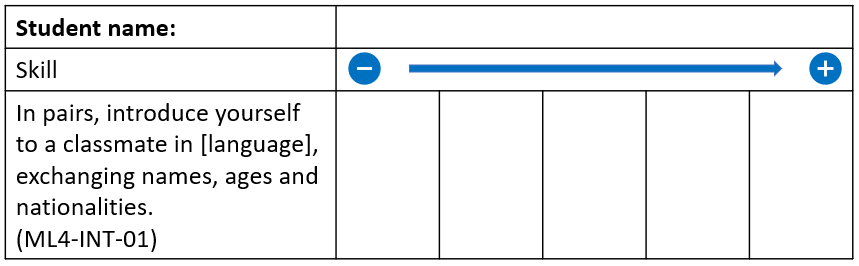 Student name:
Skill
− +
In pairs, introduce yourself
to a classmate in [language],
exchanging names, ages and
nationalities.
(ML4-INT-01)